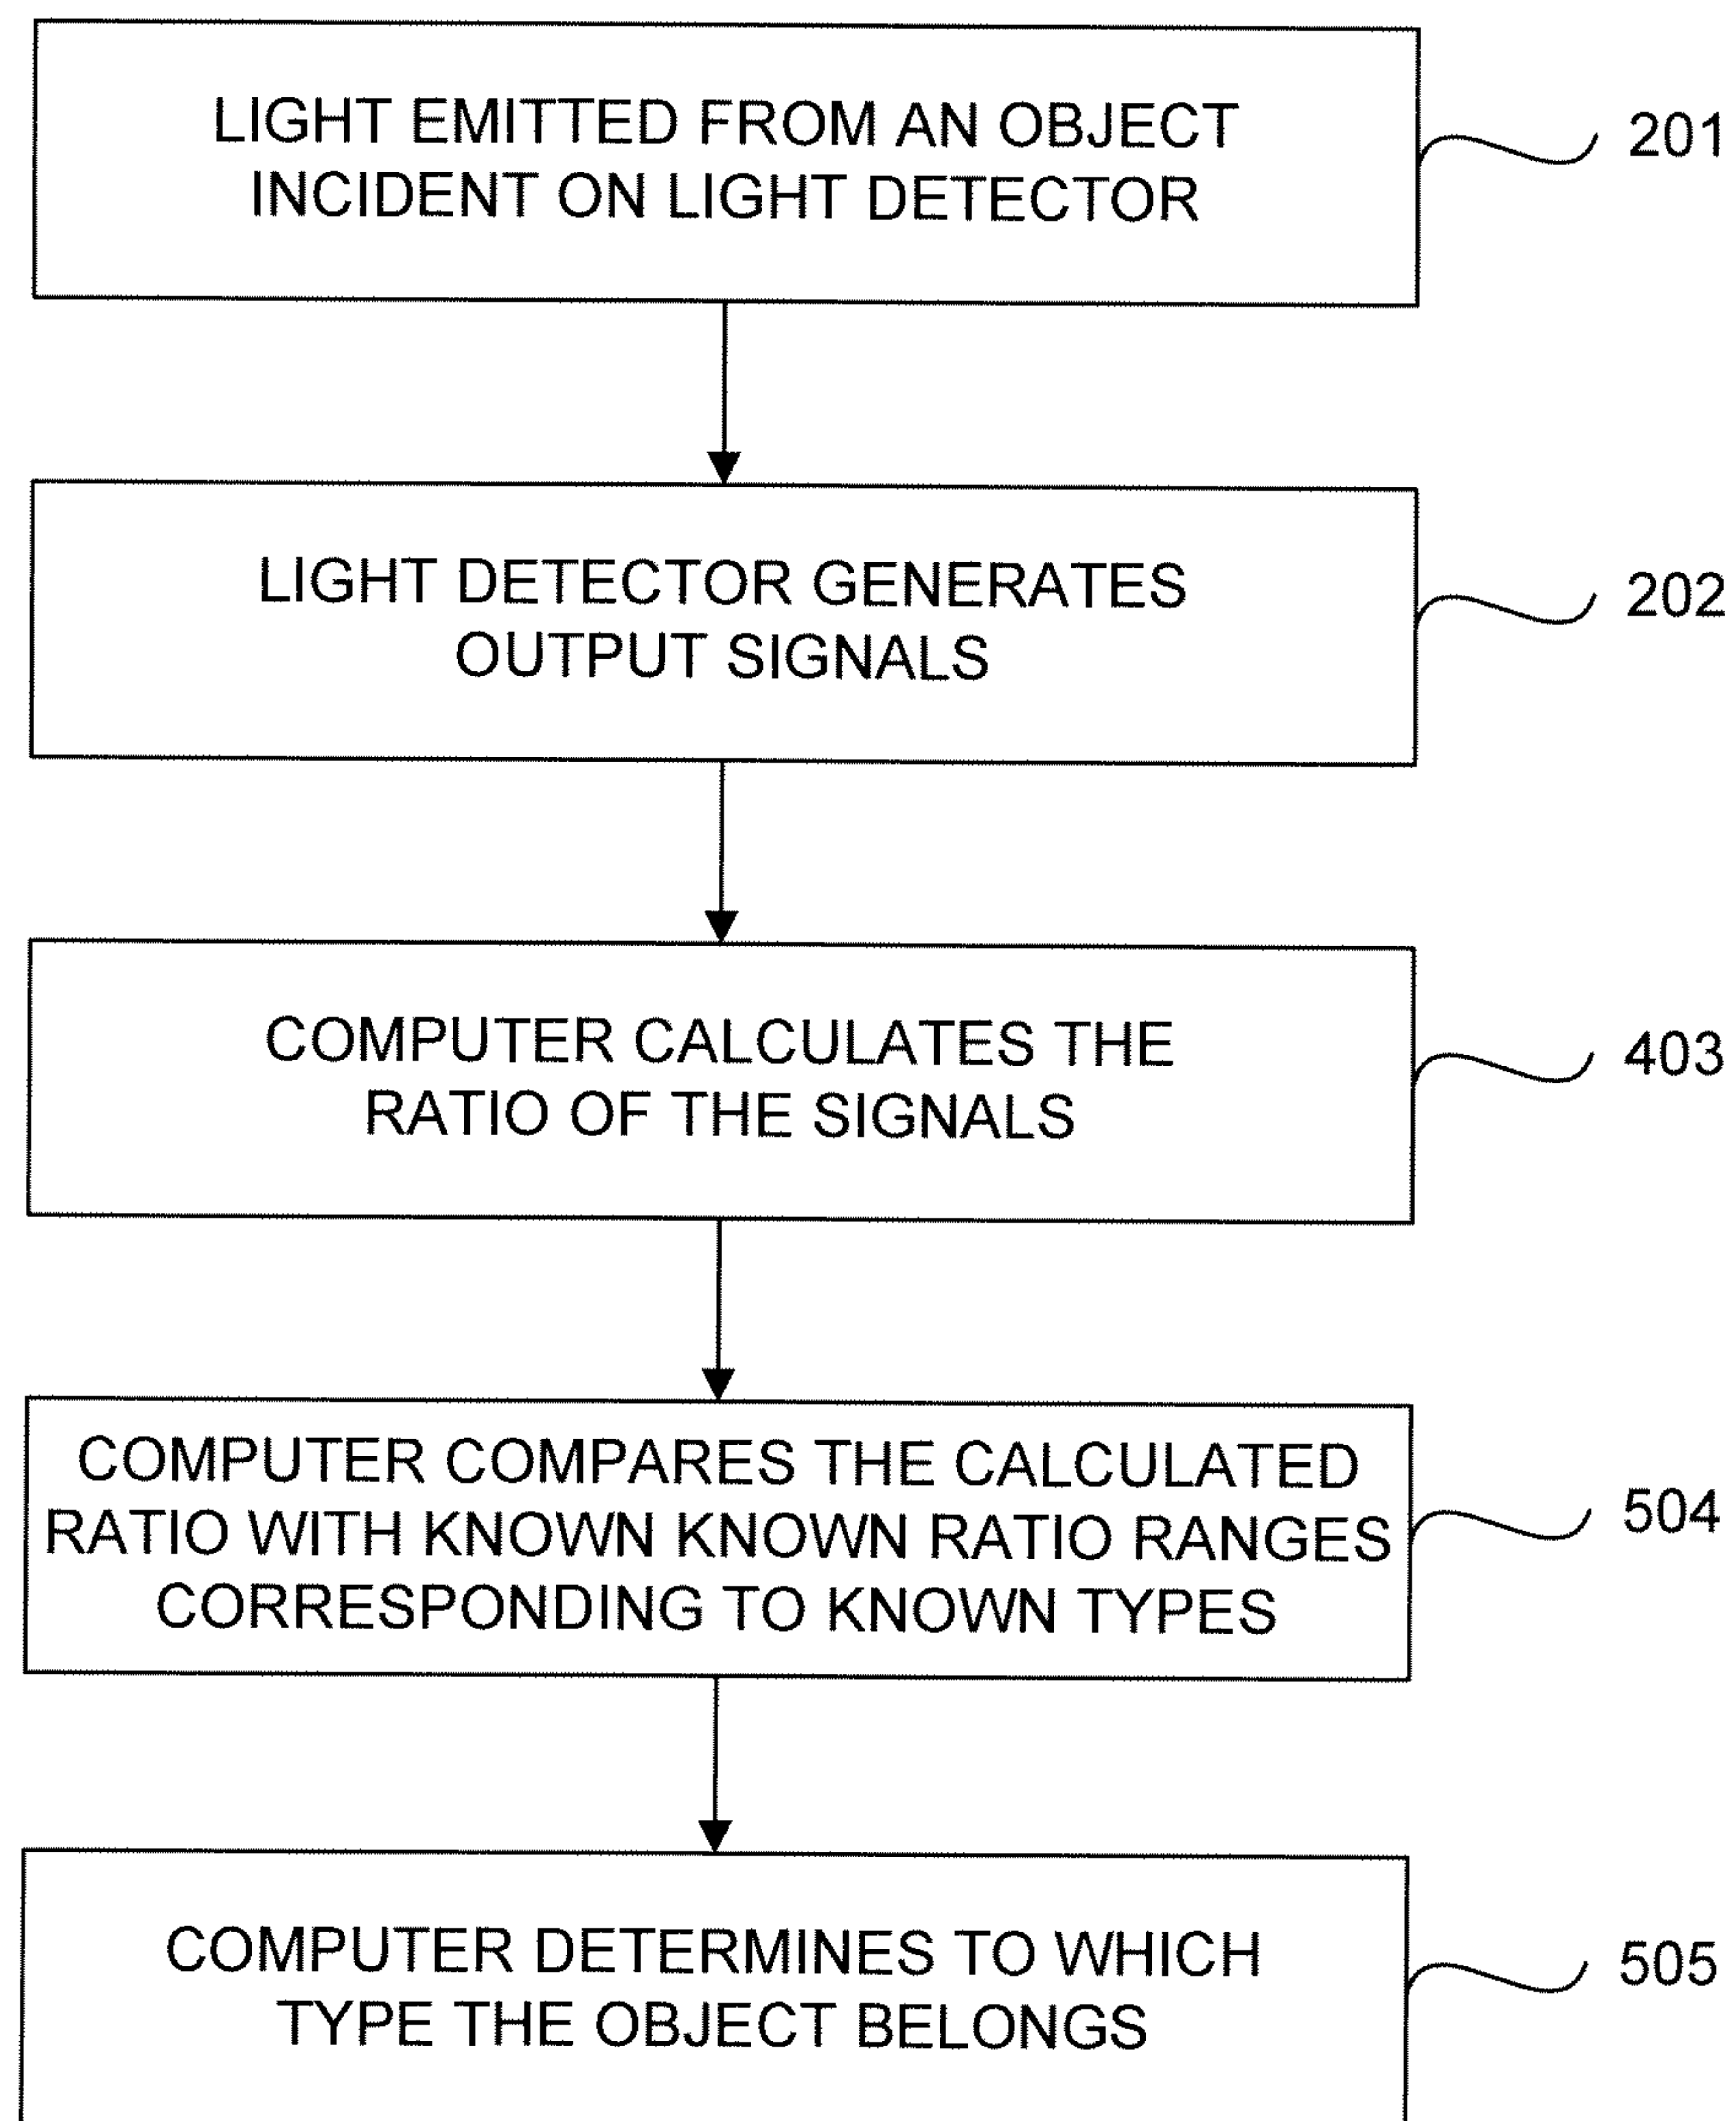 LIGHT EMITTED FROM AN OBJECT
INCIDENT ON LIGHT DETECTOR
201
LIGHT DETECTOR GENERATES
OUTPUT SIGNALS
202
COMPUTER CALCULATES THE
RATIO OF THE SIGNALS
403
COMPUTER COMPARES THE CALCULATED
RATIO WITH KNOWN KNOWN RATIO RANGES
CORRESPONDING TO KNOWN TYPES
504
COMPUTER DETERMINES TO WHICH
TYPE THE OBJECT BELONGS
505